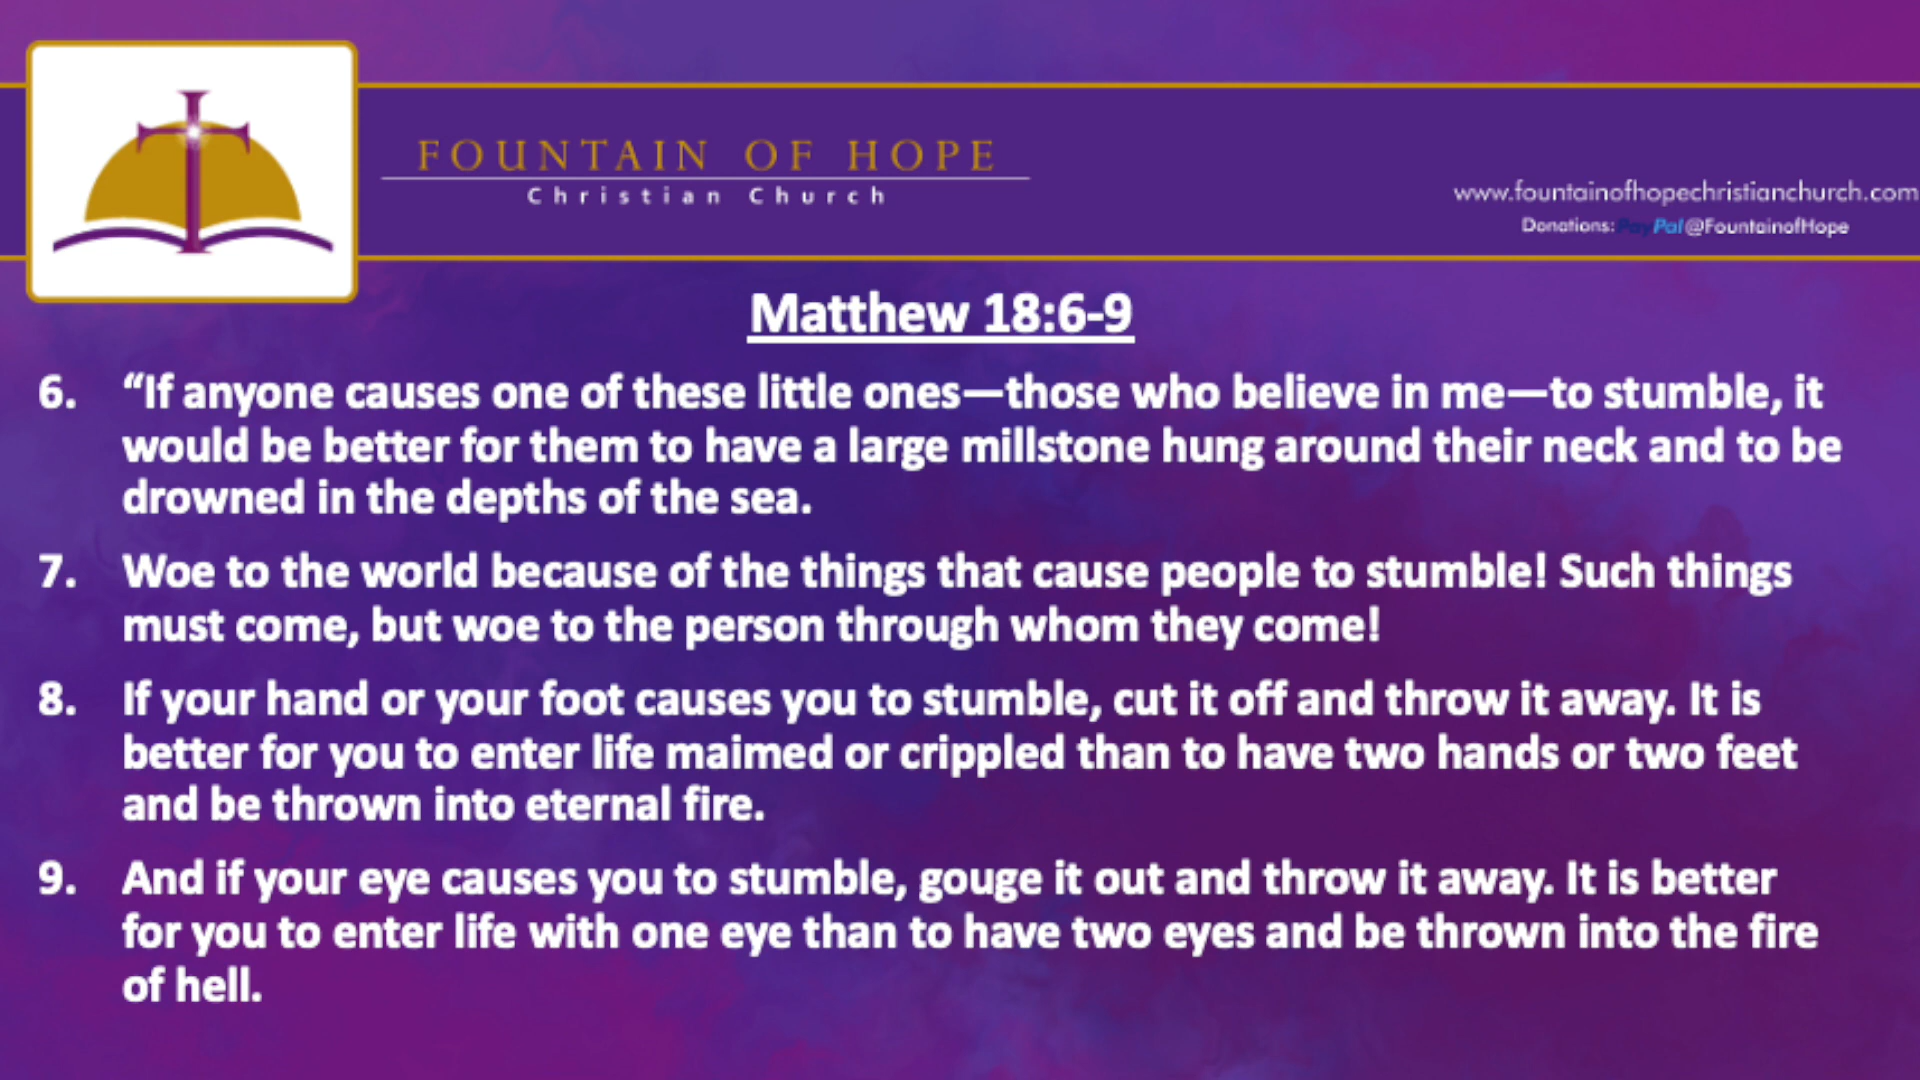 FOUNTAIN OF HOPE
Christian Church
www.fountainofhopechristianchurch.com
Donations: PayPal @FountainofHope
Matthew 18:6-9
6. “If anyone causes one of these little ones—those who believe in me—to stumble, it
would be better for them to have a large millstone hung around their neck and to be
drowned in the depths of the sea.
7. Woe to the world because of the things that cause people to stumble! Such things
must come, but woe to the person through whom they come!
8. If your hand or your foot causes you to stumble, cut it off and throw it away. It is
better for you to enter life maimed or crippled than to have two hands or two feet
and be thrown into eternal fire.
9. And if your eye causes you to stumble, gouge it out and throw it away. It is better
for you to enter life with one eye than to have two eyes and be thrown into the fire
of hell.